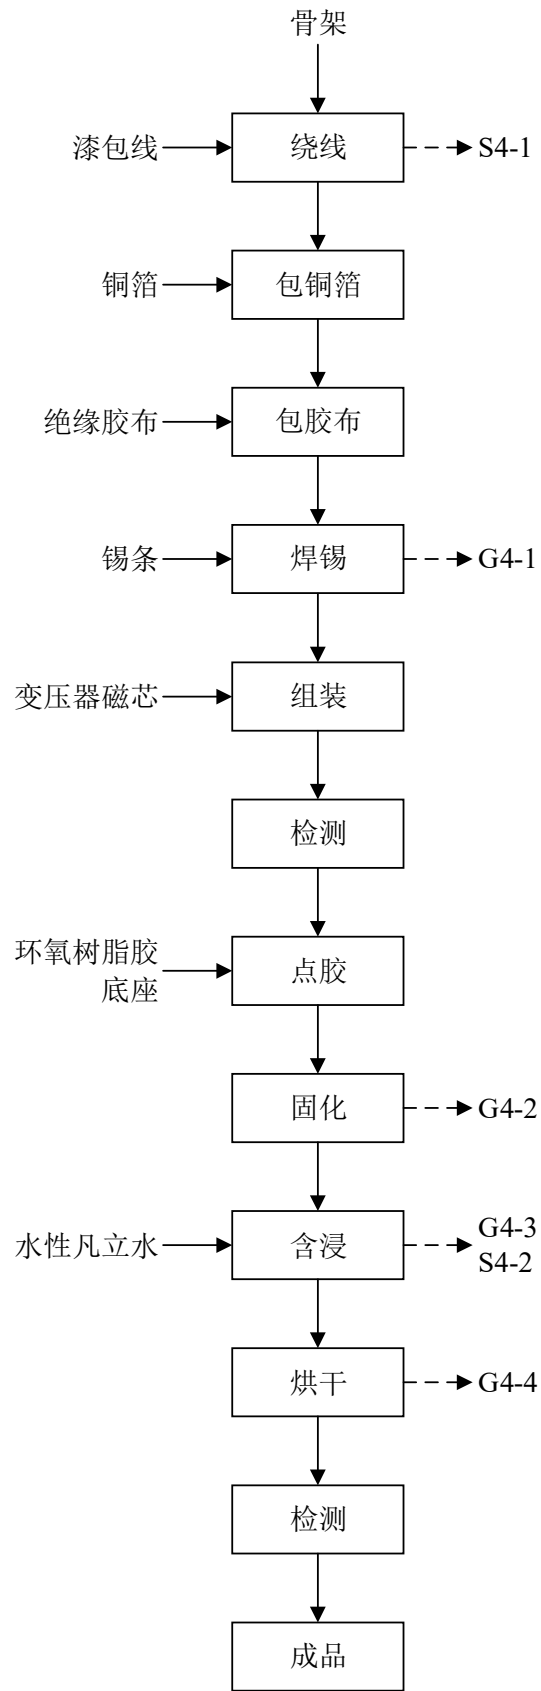 骨架
漆包线
绕线
S4-1
铜箔
包铜箔
绝缘胶布
包胶布
锡条
焊锡
G4-1
变压器磁芯
组装
检测
环氧树脂胶
底座
点胶
固化
G4-2
水性凡立水
含浸
G4-3
S4-2
烘干
G4-4
检测
成品